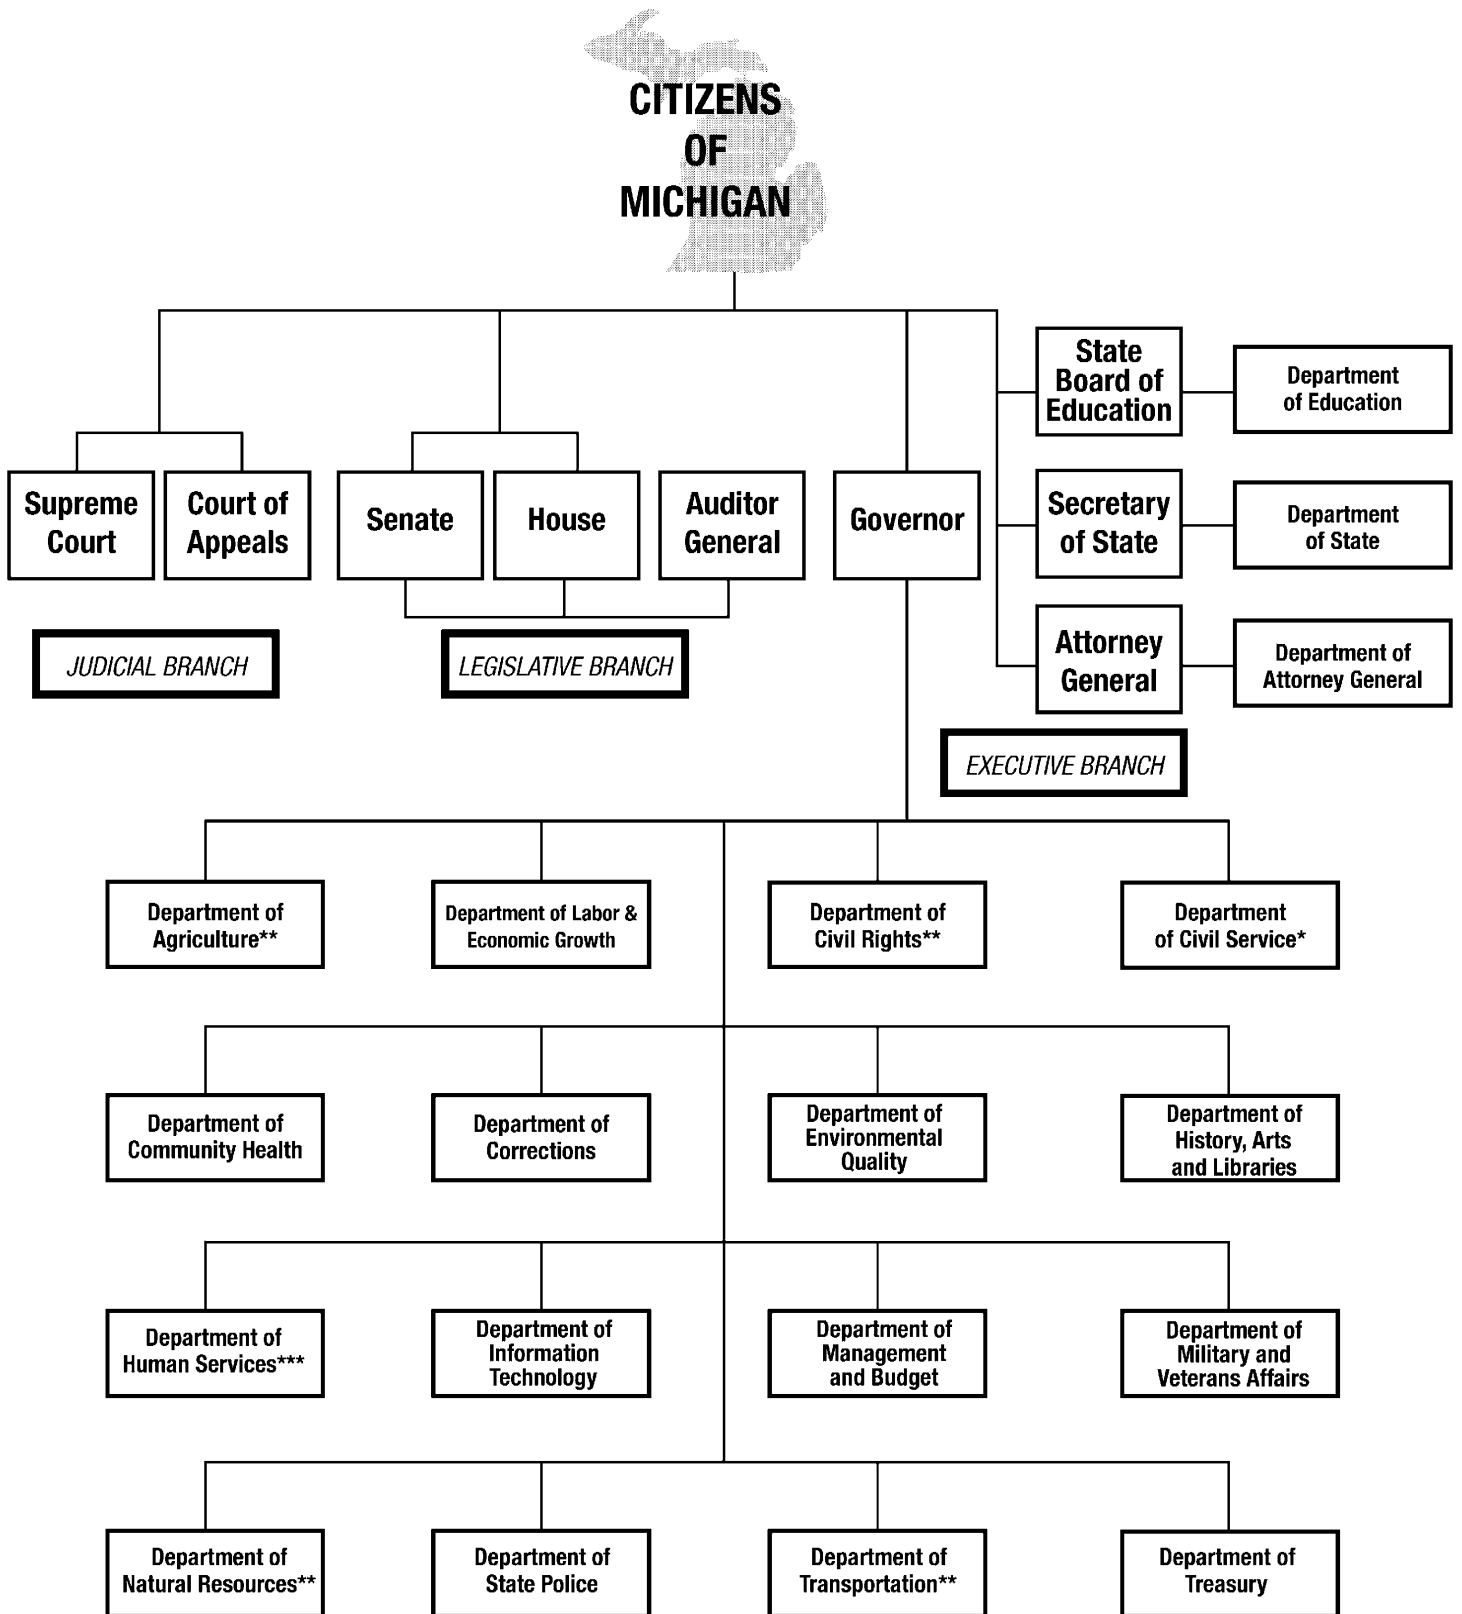 CITIZENS
OF
MICHIGAN
State
Board of
Education
Department
of Education
Supreme
Court
Court of
Appeals
Senate
House
Auditor
General
Governor
Secretary
of State
Department
of State
Attorney
General
Department of
Attorney General
JUDICIAL BRANCH
LEGISLATIVE BRANCH
EXECUTIVE BRANCH
Department of
Agriculture**
Department of Labor &
Economic Growth
Department of
Civil Rights**
Department
of Civil Service*
Department of
Community Health
Department of
Corrections
Department of
Environmental
Quality
Department of
History, Arts
and Libraries
Department of
Human Services***
Department of
Information
Technology
Department of
Management
and Budget
Department of
Military and
Veterans Affairs
Department of
Natural Resources**
Department of
State Police
Department of
Transportation**
Department of
Treasury